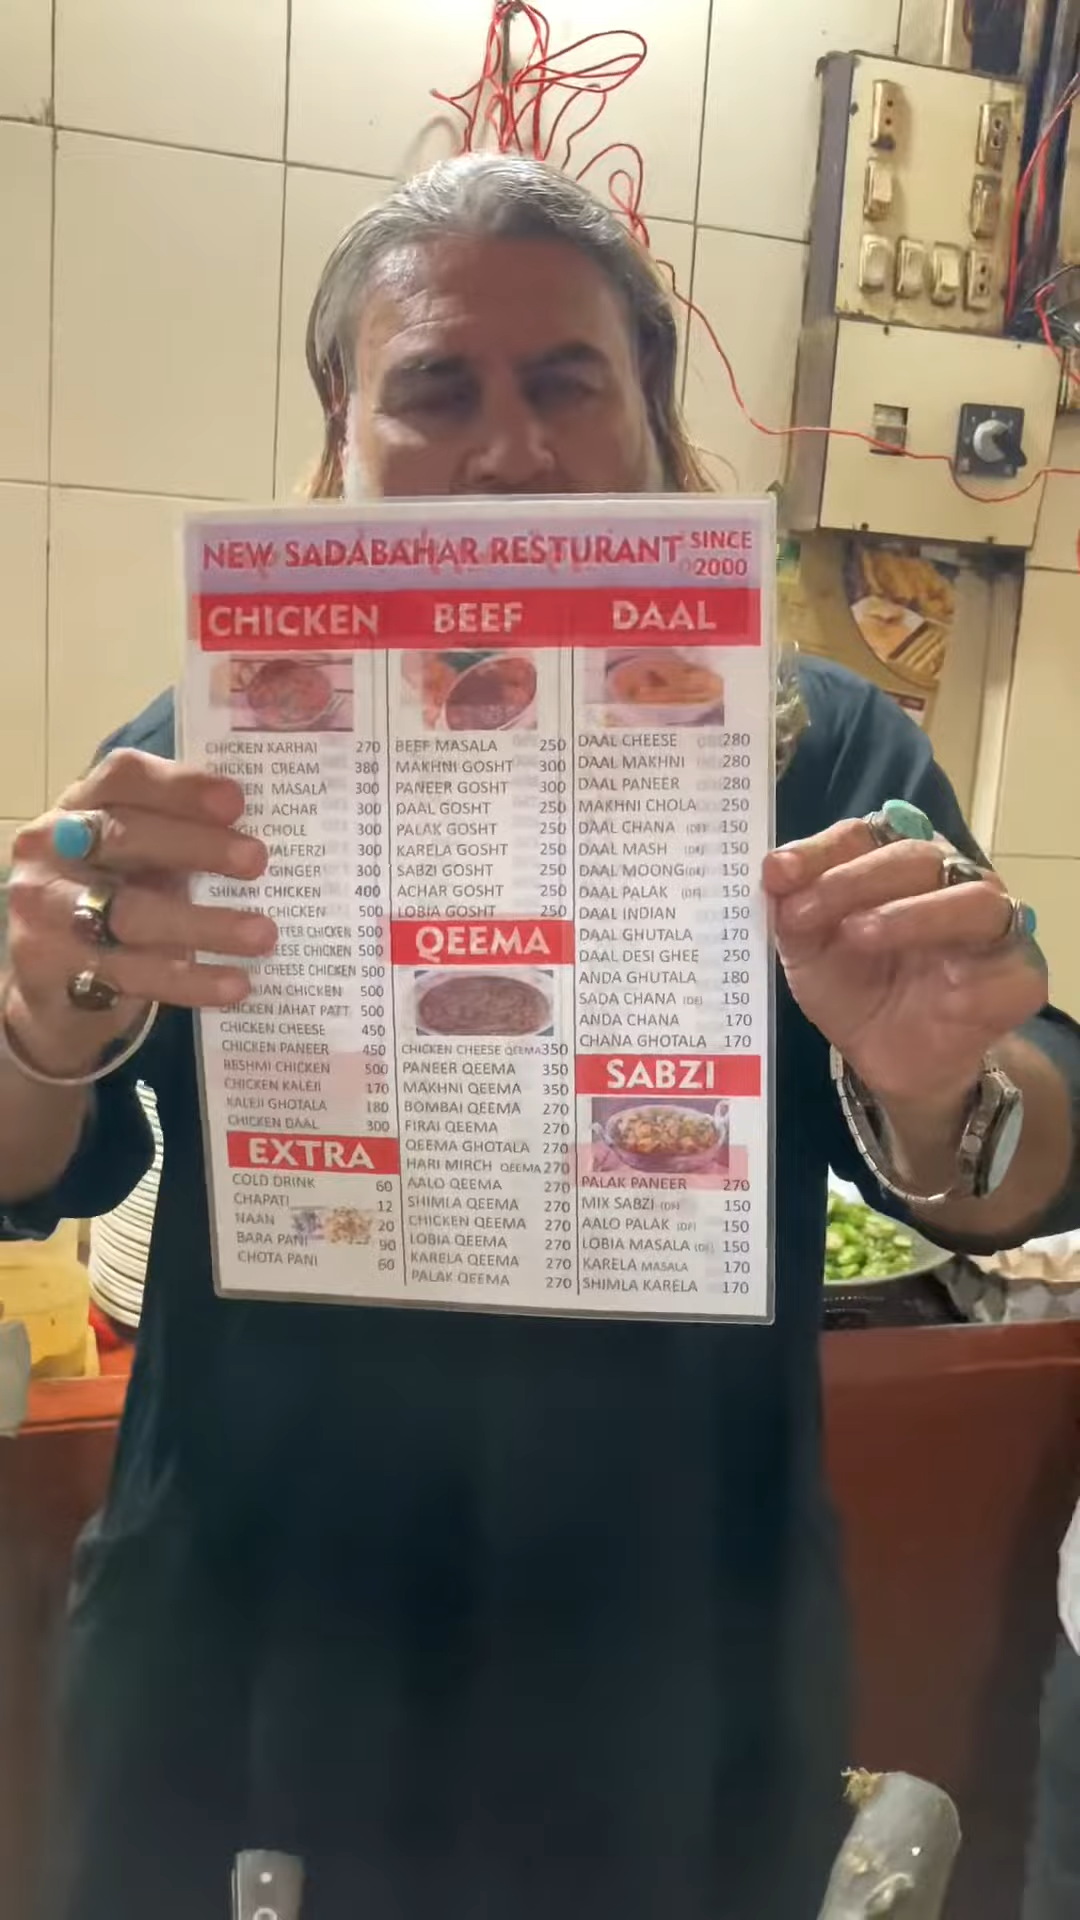 NEW SADABAHAR RESTURANT SINCE 2000
CHICKEN
CHICKEN KARHAI 270
CHICKEN CREAM 380
MASALA 300
ACHAR 300
CHOLE 300
300
GINGER 300
SHIKARI CHICKEN 400
CHICKEN 500
CHICKEN 500
CHICKEN 500
CHEESE CHICKEN 500
CHICKEN 500
CHICKEN JAHAT PATT 500
CHICKEN CHEESE 450
CHICKEN PANEER 450
RESHMI CHICKEN 500
CHICKEN KALEJI 170
KALEJI GHOTALA 180
CHICKEN DAAL 300
EXTRA
COLD DRINK 60
CHAPATI 12
NAAN 20
BARA PANI 90
CHOTA PANI 60
BEEF
BEEF MASALA 250
MAKHNI GOSHT 300
PANEER GOSHT 300
DAAL GOSHT 250
PALAK GOSHT 250
KARELA GOSHT 250
SABZI GOSHT 250
ACHAR GOSHT 250
LOBIA GOSHT 250
QEEMA
CHICKEN CHEESE QEEMA 350
PANEER QEEMA 350
MAKHNI QEEMA 350
BOMBAI QEEMA 270
FIRAI QEEMA 270
QEEMA GHOTALA 270
HARI MIRCH QEEMA 270
AALO QEEMA 270
SHIMLA QEEMA 270
CHICKEN QEEMA 270
LOBIA QEEMA 270
KARELA QEEMA 270
PALAK QEEMA 270
DAAL
DAAL CHEESE 280
DAAL MAKHNI 280
DAAL PANEER 280
MAKHNI CHOLA 250
DAAL CHANA 150
DAAL MASH 150
DAAL MOONG 150
DAAL PALAK 150
DAAL INDIAN 150
DAAL GHUTALA 170
DAAL DESI GHEE 250
ANDA GHUTALA 180
SADA CHANA 150
ANDA CHANA 170
CHANA GHOTALA 170
SABZI
PALAK PANEER 270
MIX SABZI 150
AALO PALAK 150
LOBIA MASALA 150
KARELA MASALA 170
SHIMLA KARELA 170